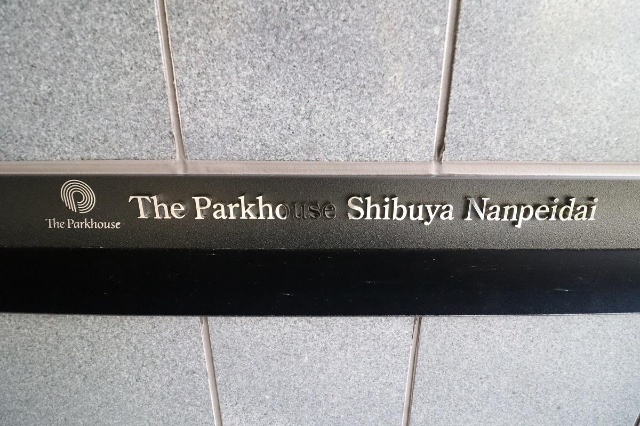 The Parkhouse
The Parkhouse Shibuya Nanpeidai